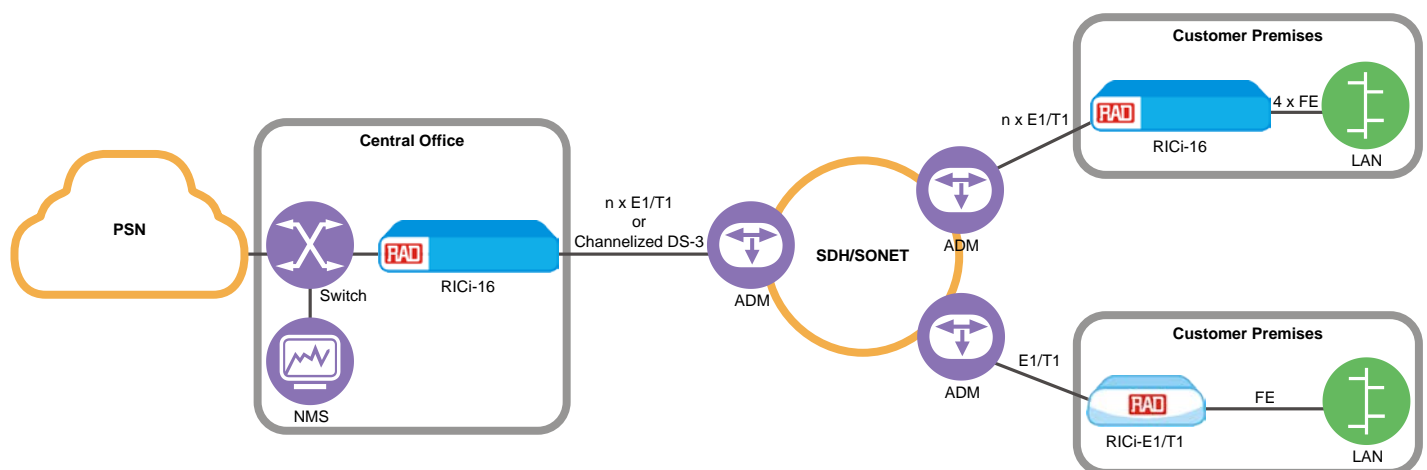 Customer Premises
RAD
4 x FE
n x E1/T1
RICi-16
LAN
Central Office
PSN
n x E1/T1
or
Channelized DS-3
RAD
RICi-16
Switch
NMS
ADM
SDH/SONET
ADM
ADM
E1/T1
Customer Premises
RAD
FE
RICi-E1/T1
LAN